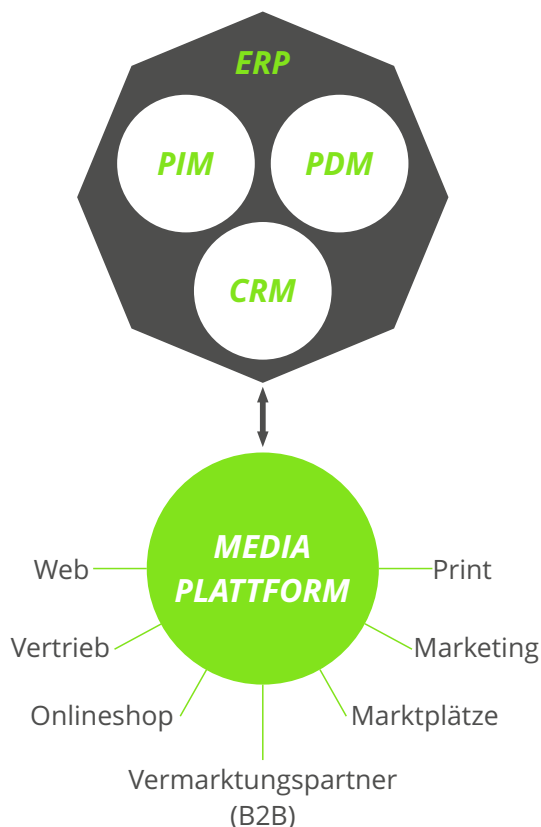 ERP
PIM
PDM
CRM
MEDIA
PLATTFORM
Web
Print
Vertrieb
Marketing
Onlineshop
Marktplätze
Vermarktungspartner
(B2B)